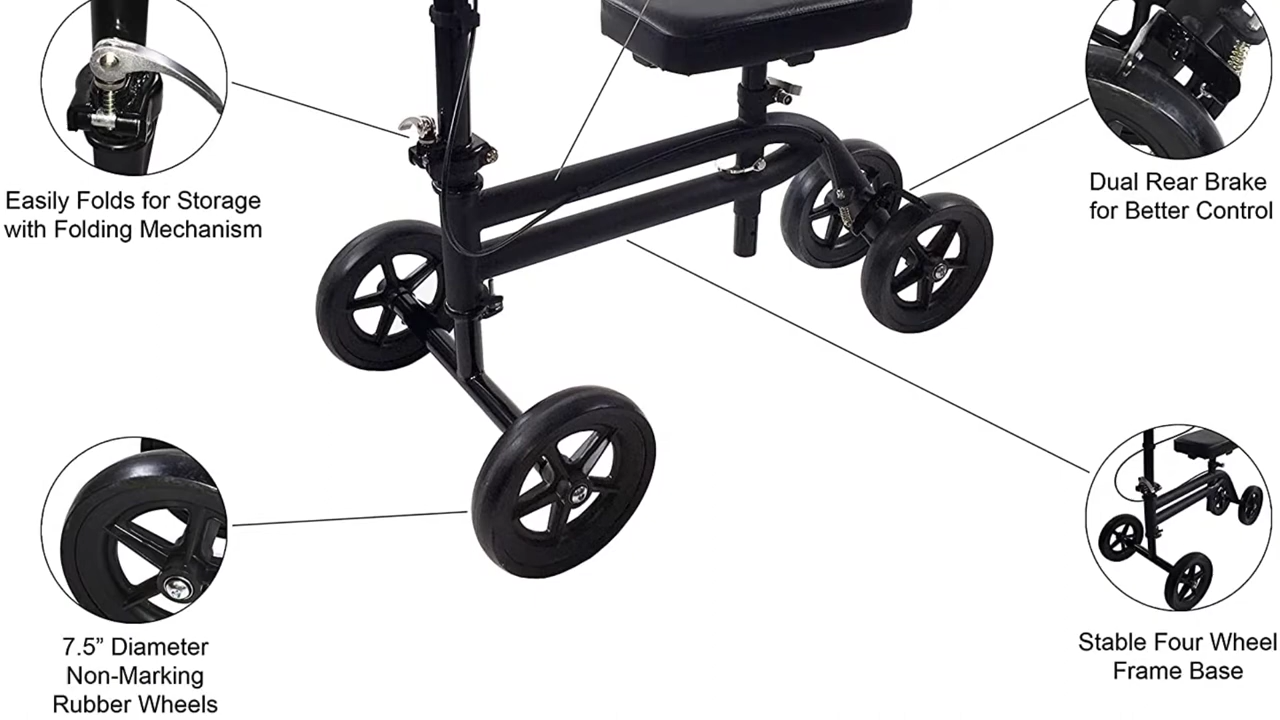 Easily Folds for Storage
with Folding Mechanism
Dual Rear Brake
for Better Control
7.5” Diameter
Non-Marking
Rubber Wheels
Stable Four Wheel
Frame Base